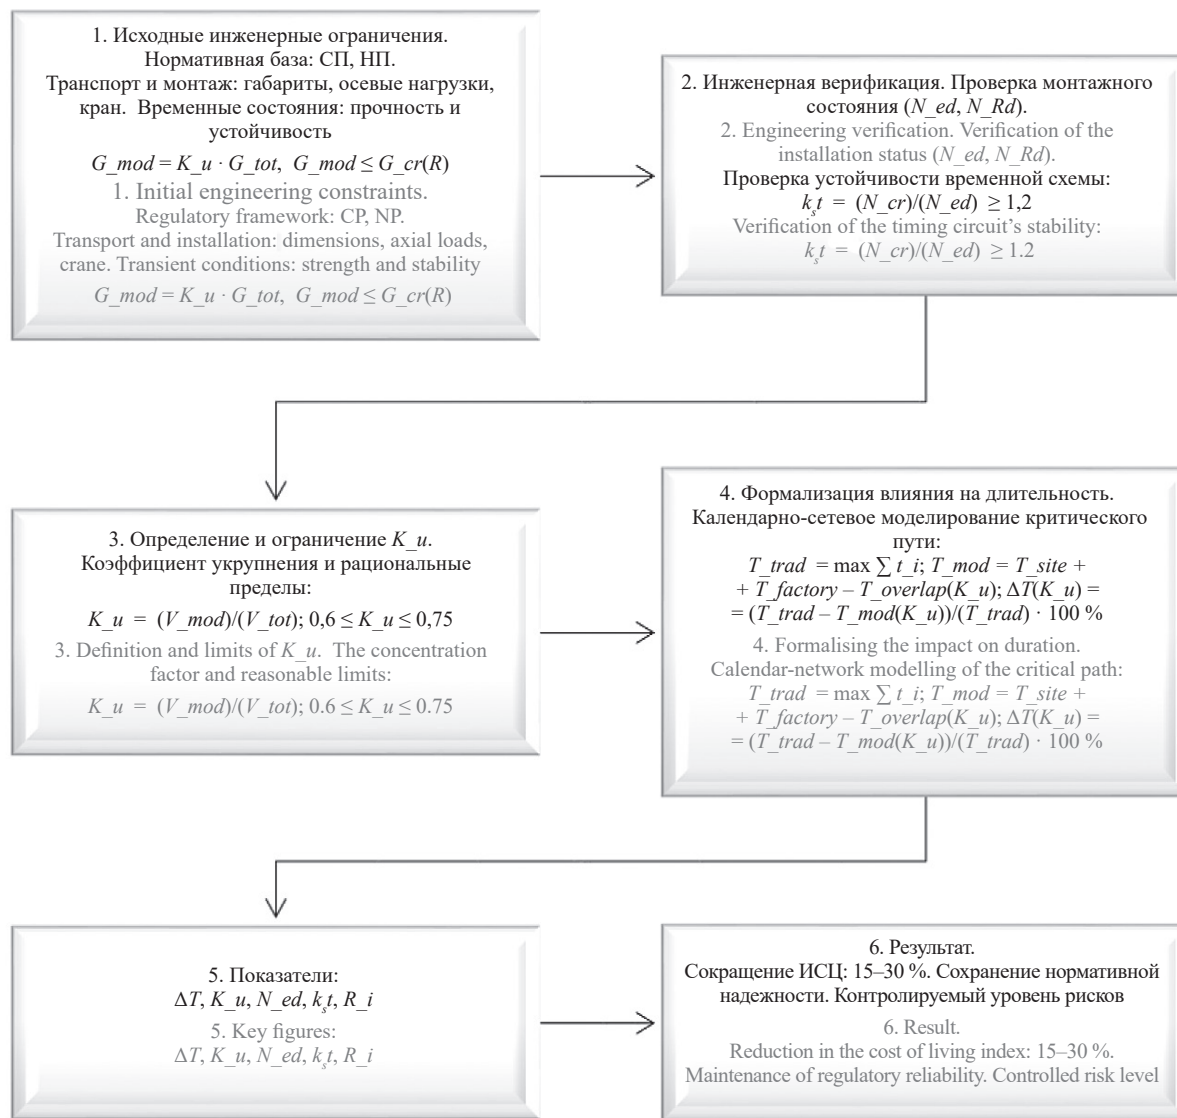 1. Исходные инженерные ограничения.
Нормативная база: СП, НП.
Транспорт и монтаж: габариты, осевые нагрузки,
кран. Временные состояния: прочность и
устойчивость
G_mod = K_u · G_tot, G_mod ≤ G_cr(R)
1. Initial engineering constraints.
Regulatory framework: CP, NP.
Transport and installation: dimensions, axial loads,
crane. Transient conditions: strength and stability
G_mod = K_u · G_tot, G_mod ≤ G_cr(R)
2. Инженерная верификация. Проверка монтажного
состояния (N_ed, N_Rd).
2. Engineering verification. Verification of the
installation status (N_ed, N_Rd).
Проверка устойчивости временной схемы:
k_st = (N_cr)/(N_ed) ≥ 1,2
Verification of the timing circuit's stability:
k_st = (N_cr)/(N_ed) ≥ 1.2
3. Определение и ограничение K_u.
Коэффициент укрупнения и рациональные
пределы:
K_u = (V_mod)/(V_tot); 0,6 ≤ K_u ≤ 0,75
3. Definition and limits of K_u. The concentration
factor and reasonable limits:
K_u = (V_mod)/(V_tot); 0.6 ≤ K_u ≤ 0.75
4. Формализация влияния на длительность.
Календарно-сетевое моделирование критического
пути:
T_trad = max ∑ t_i; T_mod = T_site +
+ T_factory – T_overlap(K_u); ΔT(K_u) =
= (T_trad – T_mod(K_u))/(T_trad) · 100 %
4. Formalising the impact on duration.
Calendar-network modelling of the critical path:
T_trad = max ∑ t_i; T_mod = T_site +
+ T_factory – T_overlap(K_u); ΔT(K_u) =
= (T_trad – T_mod(K_u))/(T_trad) · 100 %
5. Показатели:
ΔT, K_u, N_ed, k_st, R_i
5. Key figures:
ΔT, K_u, N_ed, k_st, R_i
6. Результат.
Сокращение ИСЦ: 15–30 %. Сохранение нормативной
надежности. Контролируемый уровень рисков
6. Result.
Reduction in the cost of living index: 15–30 %.
Maintenance of regulatory reliability. Controlled risk level